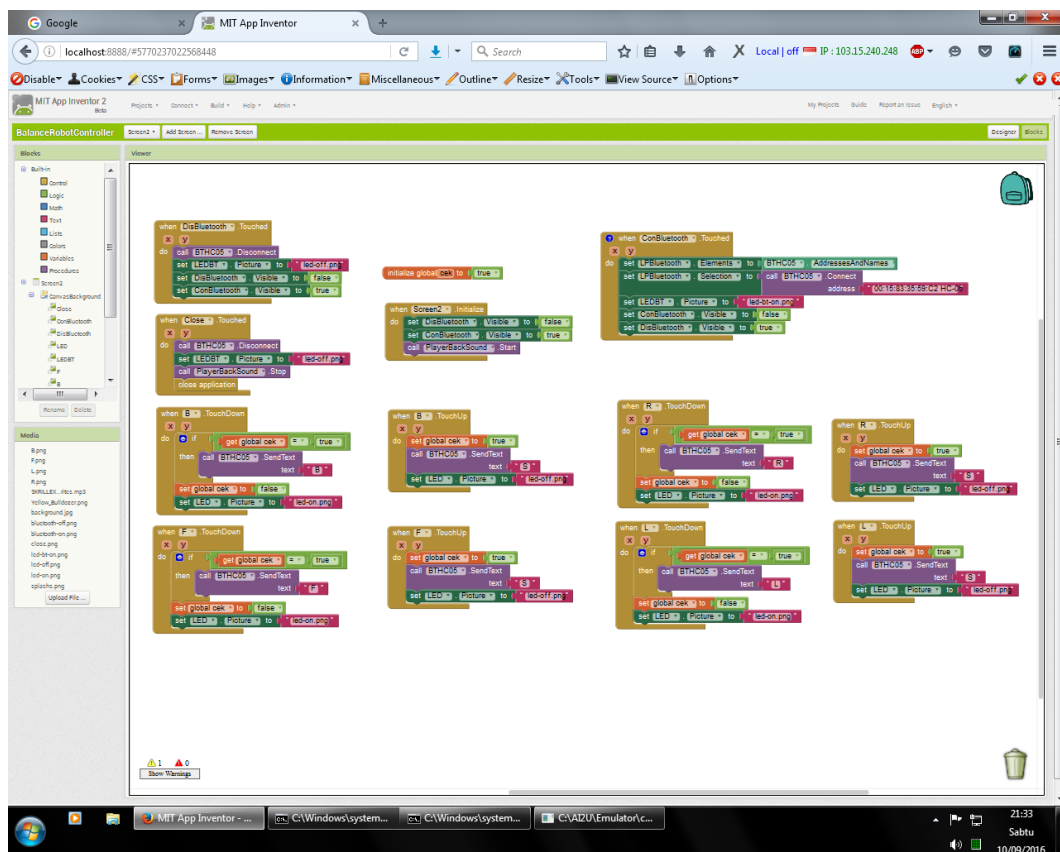 Google
MIT App Inventor
localhost:8888/#5770237022568448
Search
Local | off IP : 103.15.240.248
ABP
Disable Cookies CSS Forms Images Information Miscellaneous Outline Resize Tools View Source Options
MIT App Inventor 2
Beta
Projects Connect Build Help Admin
My Projects Guide Report an Issue English
BalanceRobotController
Screen2 Add Screen ... Remove Screen
Designer Blocks
Blocks
Built-in
Control
Logic
Math
Text
Lists
Colors
Variables
Procedures
Screen2
CanvasBackground
Close
ConBluetooth
DisBluetooth
LED
LEDBT
F
B
Rename Delete
Media
B.png
F.png
L.png
R.png
SKRILLEX...ites.mp3
Yellow_Bulldozer.png
background.jpg
bluetooth-off.png
bluetooth-on.png
close.png
led-bt-on.png
led-off.png
led-on.png
splashs.png
Upload File ...
Viewer
when DisBluetooth .Touched
x y
do call BTHC05 .Disconnect
set LEDBT . Picture to " led-off.png "
set DisBluetooth . Visible to false
set ConBluetooth . Visible to true
when Close .Touched
x y
do call BTHC05 .Disconnect
set LEDBT . Picture to " led-off.png "
call PlayerBackSound .Stop
close application
initialize global cek to true
when Screen2 .Initialize
do set DisBluetooth . Visible to false
set ConBluetooth . Visible to true
call PlayerBackSound .Start
? when ConBluetooth .Touched
x y
do set LPBluetooth . Elements to BTHC05 . AddressesAndNames
set LPBluetooth . Selection to call BTHC05 .Connect
address " 00:15:83:35:59:C2 HC-05
set LEDBT . Picture to " led-bt-on.png "
set ConBluetooth . Visible to false
set DisBluetooth . Visible to true
when B .TouchDown
x y
do if get global cek = true
then call BTHC05 .SendText
text " B "
set global cek to false
set LED . Picture to " led-on.png "
when B .TouchUp
x y
do set global cek to true
call BTHC05 .SendText
text " S "
set LED . Picture to " led-off.png "
when R .TouchDown
x y
do if get global cek = true
then call BTHC05 .SendText
text " R "
set global cek to false
set LED . Picture to " led-on.png "
when R .TouchUp
x y
do set global cek to true
call BTHC05 .SendText
text " S "
set LED . Picture to " led-off.png "
when F .TouchDown
x y
do if get global cek = true
then call BTHC05 .SendText
text " F "
set global cek to false
set LED . Picture to " led-on.png "
when F .TouchUp
x y
do set global cek to true
call BTHC05 .SendText
text " S "
set LED . Picture to " led-off.png "
when L .TouchDown
x y
do if get global cek = true
then call BTHC05 .SendText
text " L "
set global cek to false
set LED . Picture to " led-on.png "
when L .TouchUp
x y
do set global cek to true
call BTHC05 .SendText
text " S "
set LED . Picture to " led-off.png "
1 0
Show Warnings
MIT App Inventor - ...
C:\Windows\system...
C:\Windows\system...
C:\AI2U\Emulator\c...
21:33
Sabtu
10/09/2016